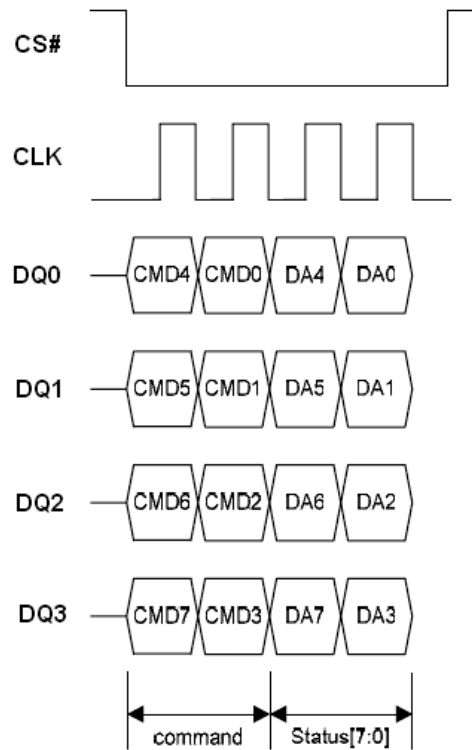 CS#
CLK
DQ0 CMD4 CMD0 DA4 DA0
DQ1 CMD5 CMD1 DA5 DA1
DQ2 CMD6 CMD2 DA6 DA2
DQ3 CMD7 CMD3 DA7 DA3
command Status[7:0]